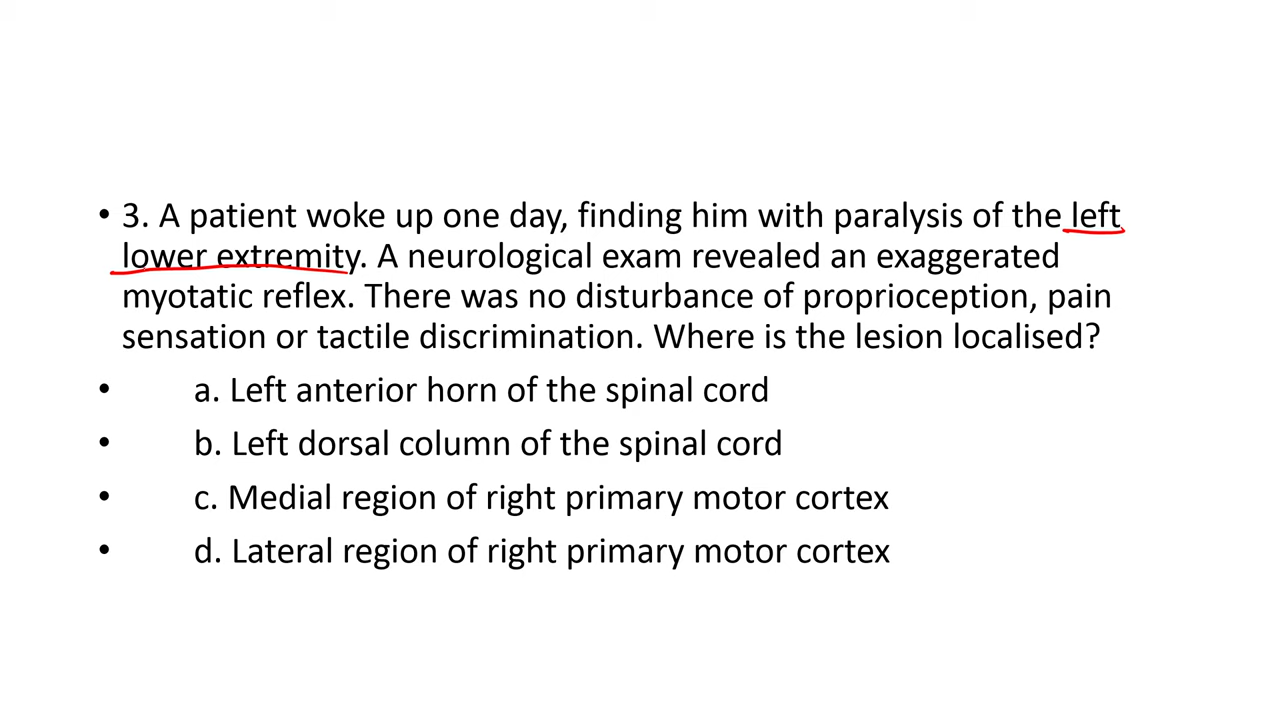 • 3. A patient woke up one day, finding him with paralysis of the left
lower extremity. A neurological exam revealed an exaggerated
myotatic reflex. There was no disturbance of proprioception, pain
sensation or tactile discrimination. Where is the lesion localised?
• a. Left anterior horn of the spinal cord
• b. Left dorsal column of the spinal cord
• c. Medial region of right primary motor cortex
• d. Lateral region of right primary motor cortex